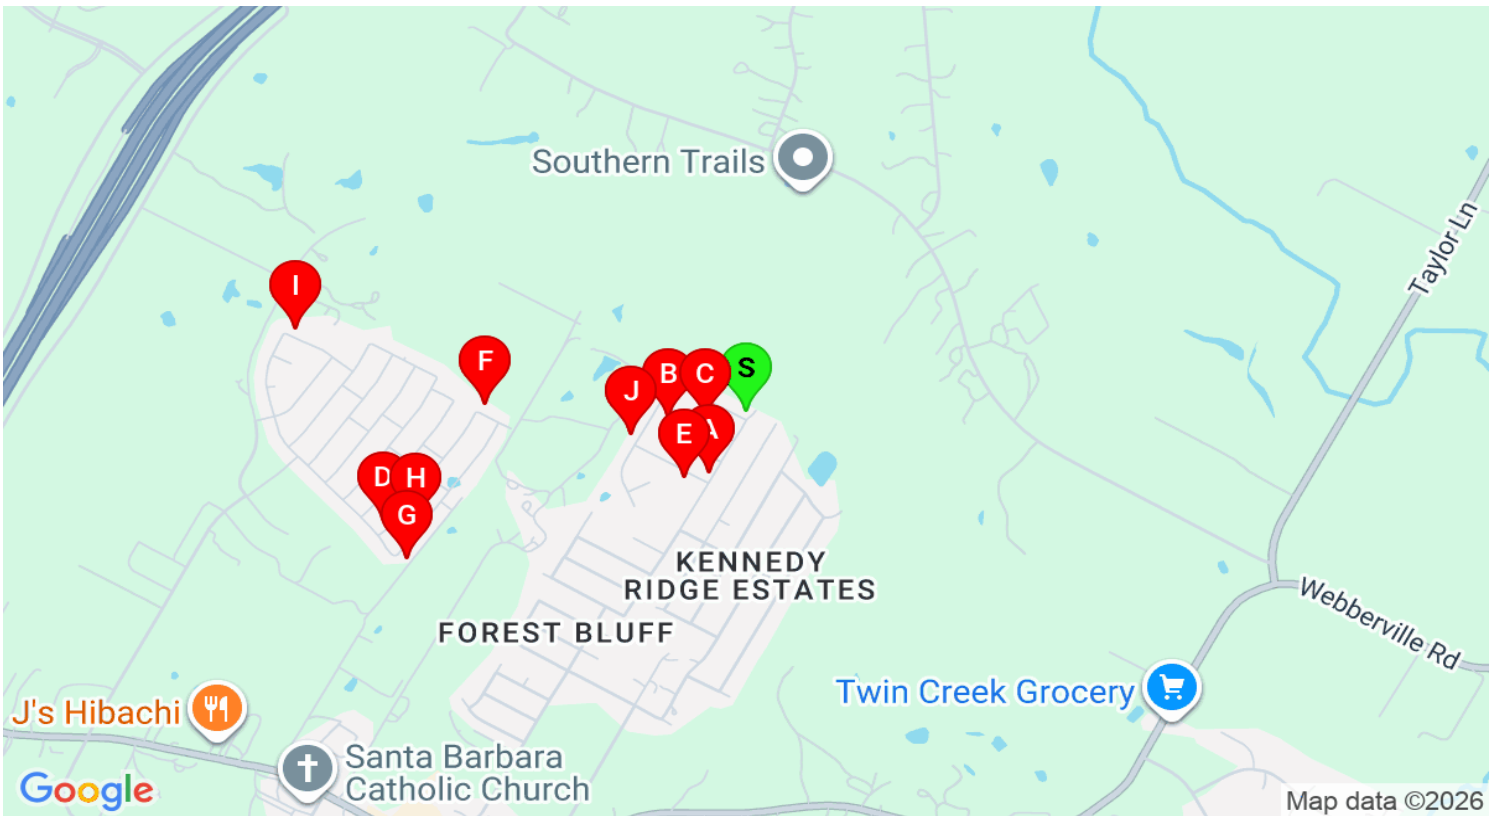 Southern Trails
Taylor Ln
I
F
S
B
C
J
A
E
D
H
G
KENNEDY
RIDGE ESTATES
Webberville Rd
FOREST BLUFF
Twin Creek Grocery
J's Hibachi
Santa Barbara
Catholic Church
Google
Map data ©2026